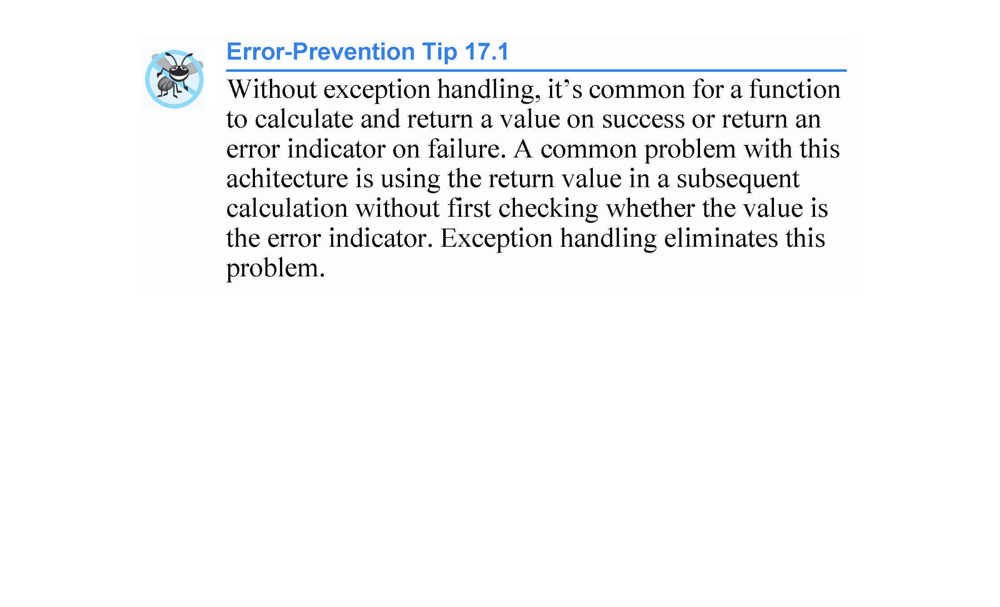 Error-Prevention Tip 17.1
Without exception handling, it’s common for a function
to calculate and return a value on success or return an
error indicator on failure. A common problem with this
achitecture is using the return value in a subsequent
calculation without first checking whether the value is
the error indicator. Exception handling eliminates this
problem.